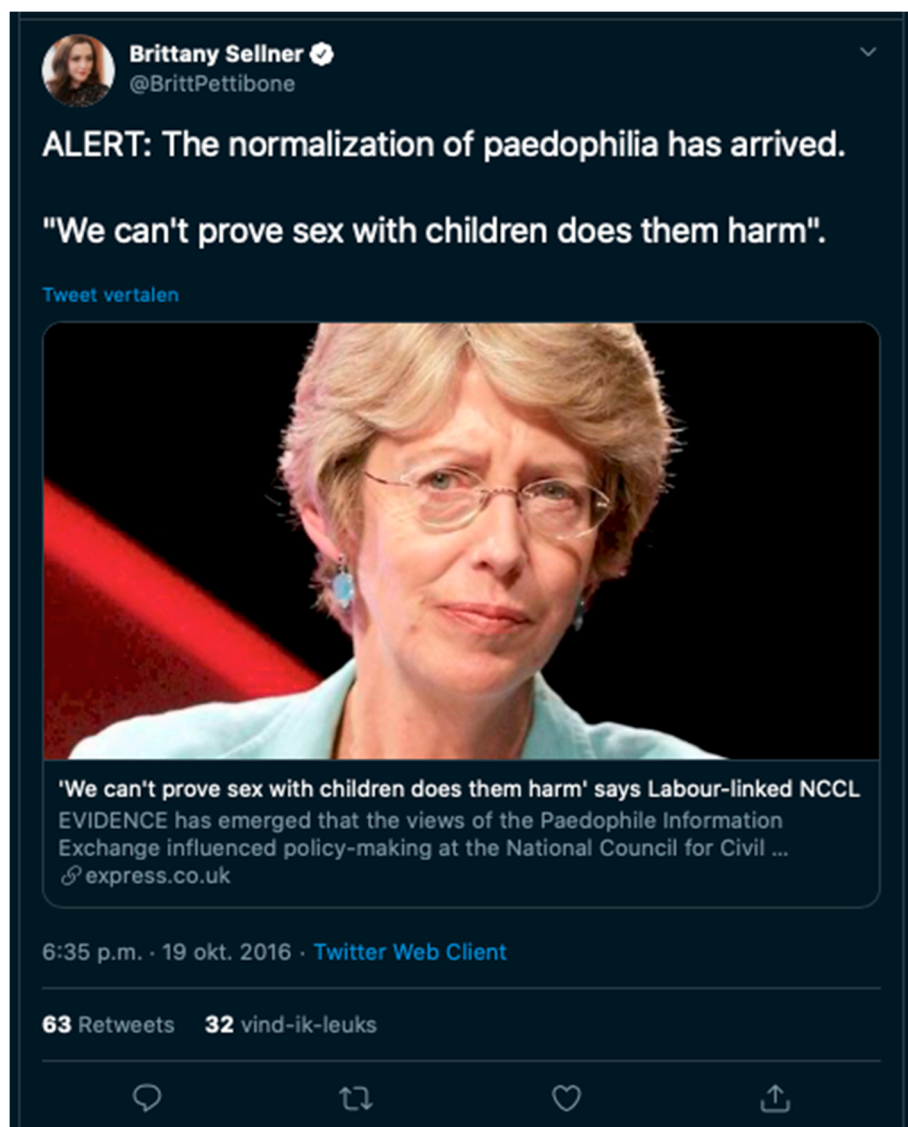 Brittany Sellner
@BrittPettibone
ALERT: The normalization of paedophilia has arrived.
"We can't prove sex with children does them harm".
Tweet vertalen
'We can't prove sex with children does them harm' says Labour-linked NCCL
EVIDENCE has emerged that the views of the Paedophile Information
Exchange influenced policy-making at the National Council for Civil ...
express.co.uk
6:35 p.m. · 19 okt. 2016 · Twitter Web Client
63 Retweets 32 vind-ik-leuks